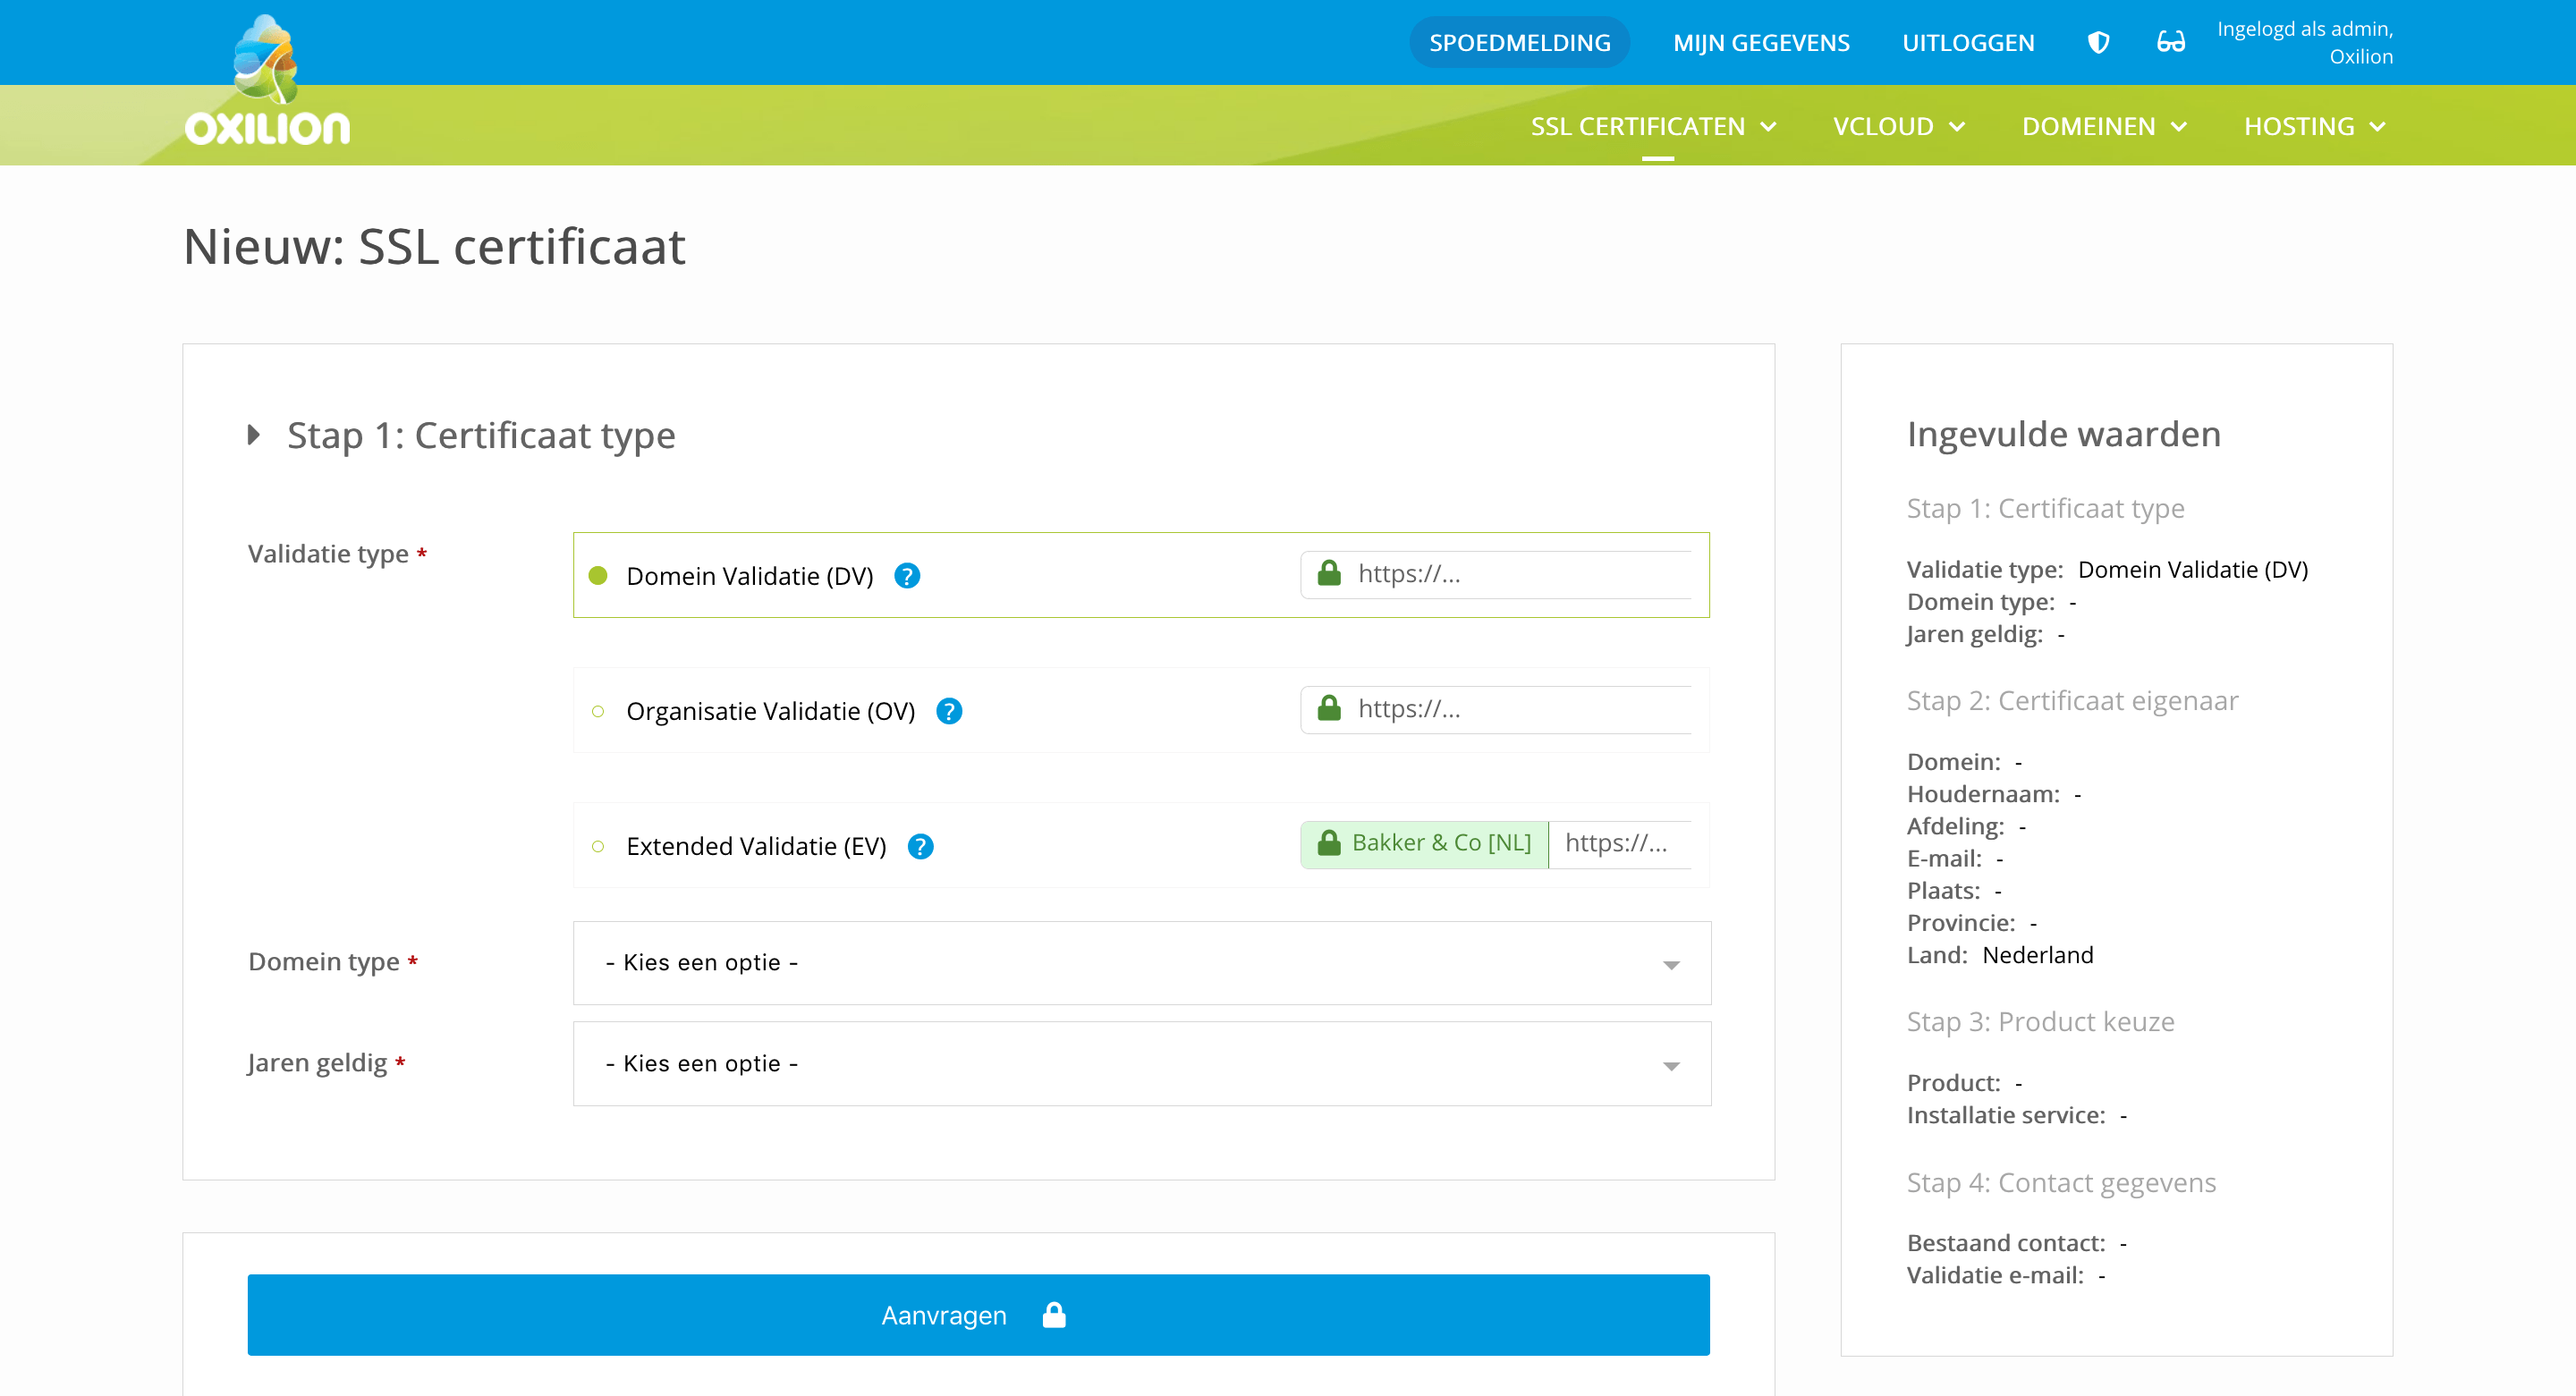 SPOEDMELDING MIJN GEGEVENS UITLOGGEN Ingelogd als admin,
Oxilion
OXILION
SSL CERTIFICATEN VCLOUD DOMEINEN HOSTING
Nieuw: SSL certificaat
Stap 1: Certificaat type
Validatie type *
Domein Validatie (DV) ? https://...
Organisatie Validatie (OV) ? https://...
Extended Validatie (EV) ? Bakker & Co [NL] https://...
Domein type * - Kies een optie -
Jaren geldig * - Kies een optie -
Aanvragen
Ingevulde waarden
Stap 1: Certificaat type
Validatie type: Domein Validatie (DV)
Domein type: -
Jaren geldig: -
Stap 2: Certificaat eigenaar
Domein: -
Houdernaam: -
Afdeling: -
E-mail: -
Plaats: -
Provincie: -
Land: Nederland
Stap 3: Product keuze
Product: -
Installatie service: -
Stap 4: Contact gegevens
Bestaand contact: -
Validatie e-mail: -